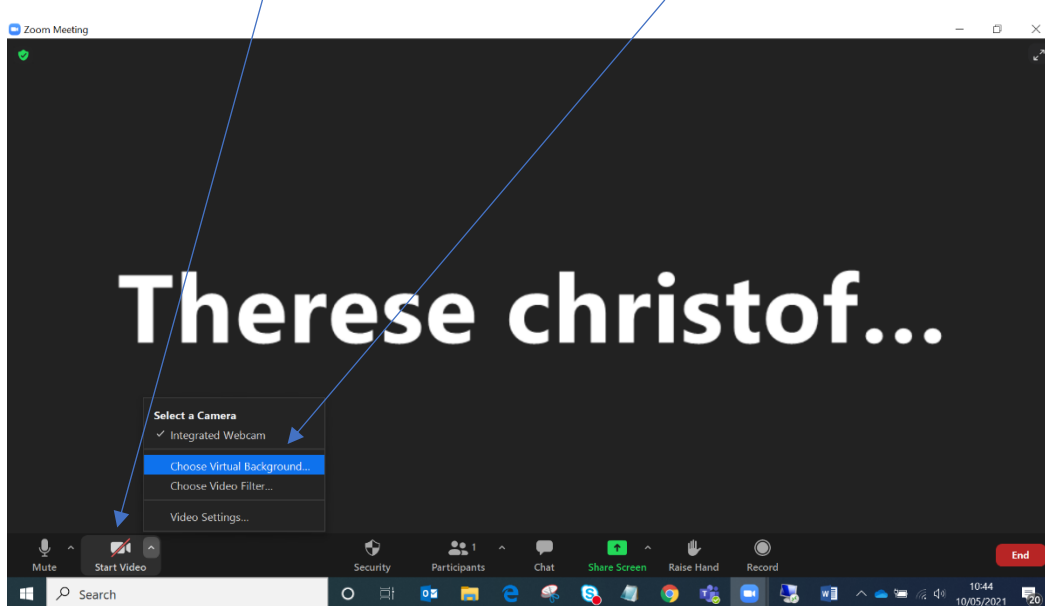 Zoom Meeting
Therese christof...
Select a Camera
✓ Integrated Webcam
Choose Virtual Background...
Choose Video Filter...
Video Settings...
Mute Start Video Security Participants 1 Chat Share Screen Raise Hand Record End
Search
10:44
10/05/2021 20